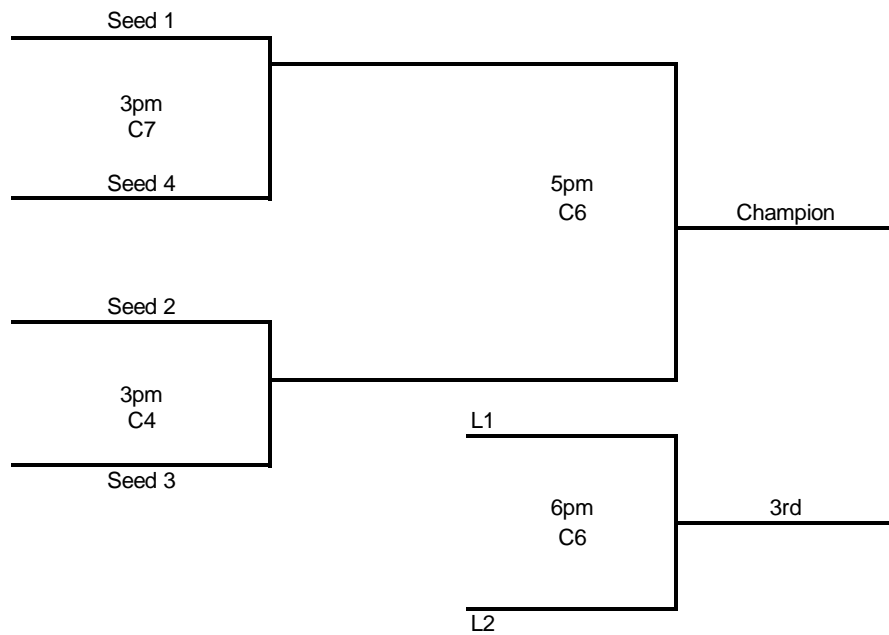 Seed 1
3pm
C7
Seed 4
5pm
C6
Champion
Seed 2
3pm
C4
Seed 3
L1
6pm
C6
3rd
L2